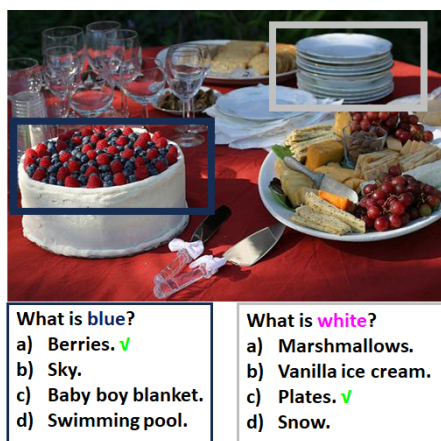 What is blue?
a) Berries. √
b) Sky.
c) Baby boy blanket.
d) Swimming pool.
What is white?
a) Marshmallows.
b) Vanilla ice cream.
c) Plates. √
d) Snow.